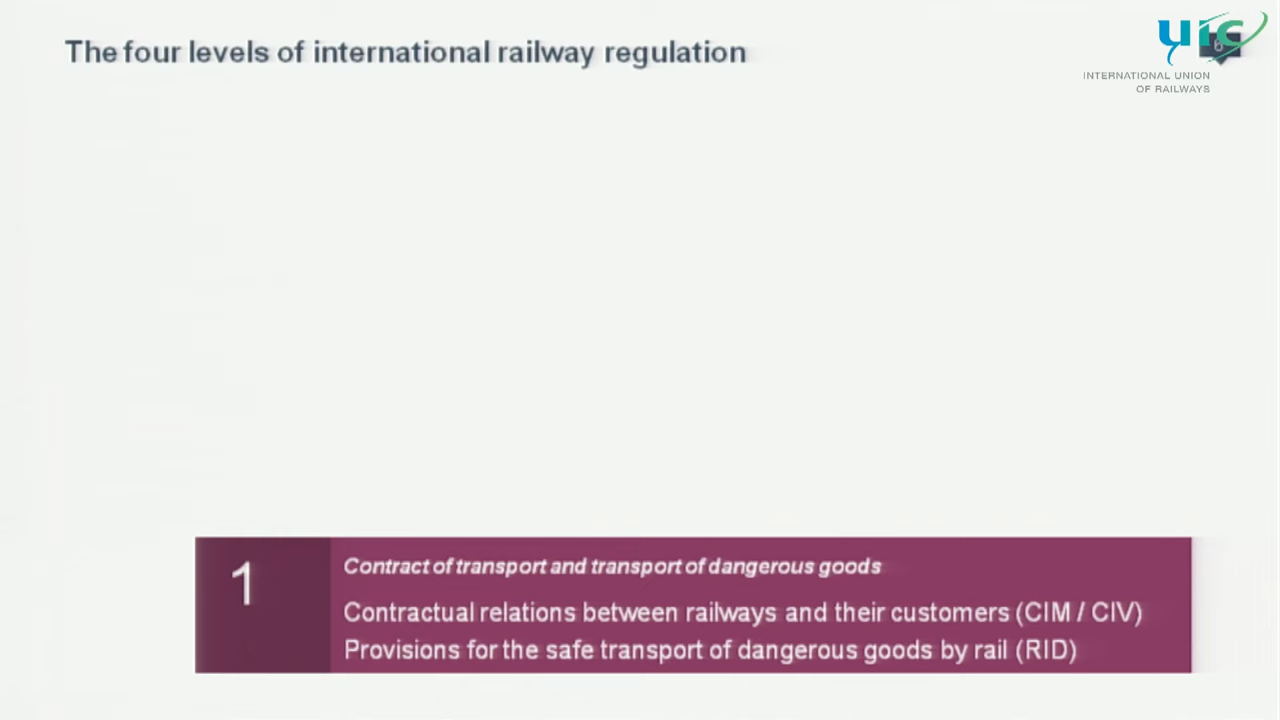 The four levels of international railway regulation
uic
6
INTERNATIONAL UNION
OF RAILWAYS
1
Contract of transport and transport of dangerous goods
Contractual relations between railways and their customers (CIM / CIV)
Provisions for the safe transport of dangerous goods by rail (RID)